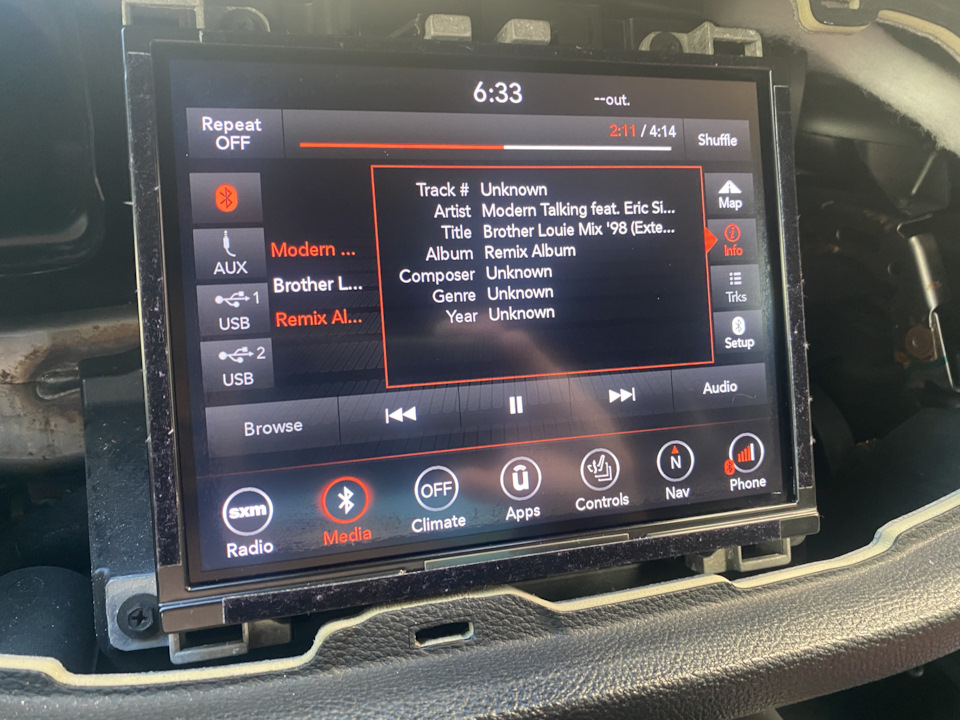 6:33
--out.
Repeat
OFF
2:11 / 4:14
Shuffle
Track # Unknown
Artist Modern Talking feat. Eric Si...
Title Brother Louie Mix '98 (Exte...
Album Remix Album
Composer Unknown
Genre Unknown
Year Unknown
AUX
1
USB
2
USB
Modern ...
Brother L...
Remix Al...
Map
Info
Trks
Setup
Browse
Audio
sxm
Radio
Media
OFF
Climate
ū
Apps
Controls
N
Nav
Phone